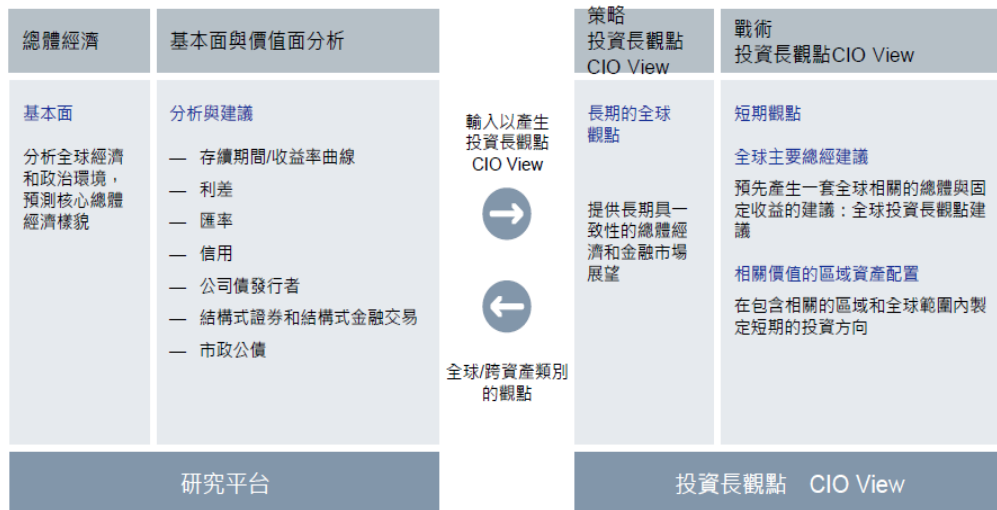 總體經濟
基本面與價值面分析
基本面
分析全球經濟
和政治環境，
預測核心總體
經濟樣貌
分析與建議
— 存續期間/收益率曲線
— 利差
— 匯率
— 信用
— 公司債發行者
— 結構式證券和結構式金融交易
— 市政公債
研究平台
輸入以產生
投資長觀點
CIO View
全球/跨資產類別
的觀點
策略
投資長觀點
CIO View
戰術
投資長觀點CIO View
長期的全球
觀點
提供長期具一
致性的總體經
濟和金融市場
展望
短期觀點
全球主要總經建議
預先產生一套全球相關的總體與固
定收益的建議：全球投資長觀點建
議
相關價值的區域資產配置
在包含相關的區域和全球範圍內製
定短期的投資方向
投資長觀點 CIO View